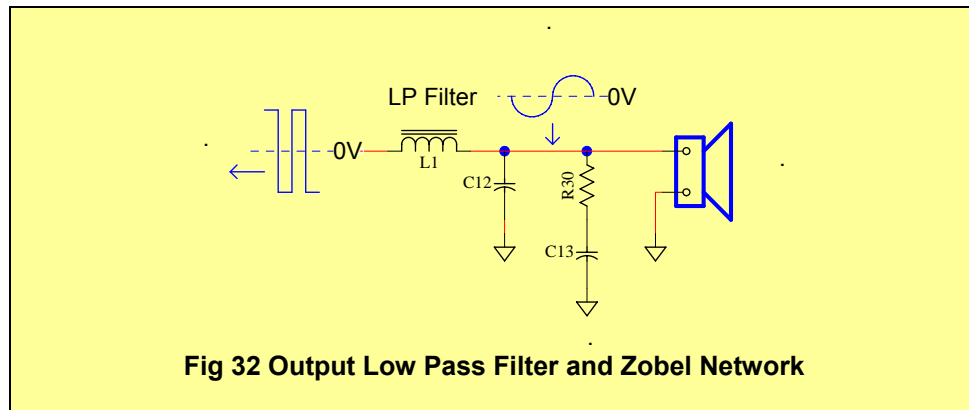 LP Filter
0V
0V
L1
C12
R30
C13
Fig 32 Output Low Pass Filter and Zobel Network